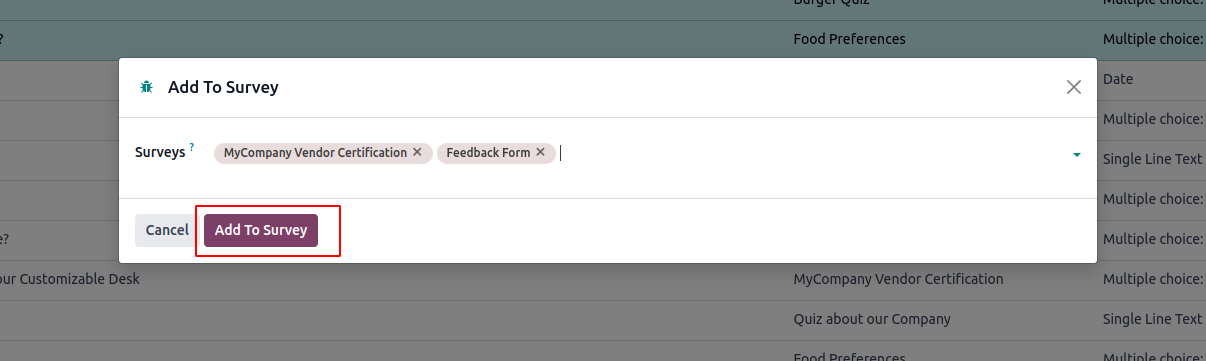 Burger Quiz Multiple choice:
? Food Preferences Multiple choice:
Add To Survey
Date
Multiple choice:
Surveys ? MyCompany Vendor Certification × Feedback Form ×
Single Line Text
Multiple choice:
Cancel Add To Survey
e? Multiple choice:
our Customizable Desk MyCompany Vendor Certification Multiple choice:
Quiz about our Company Single Line Text
Food Preferences Multiple choice: